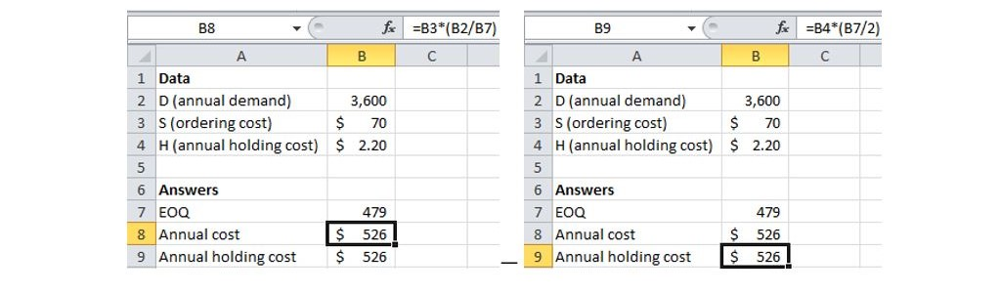 B8 fx =B3*(B2/B7)
A B C
1 Data
2 D (annual demand) 3,600
3 S (ordering cost) $ 70
4 H (annual holding cost) $ 2.20
5
6 Answers
7 EOQ 479
8 Annual cost $ 526
9 Annual holding cost $ 526
B9 fx =B4*(B7/2)
A B C
1 Data
2 D (annual demand) 3,600
3 S (ordering cost) $ 70
4 H (annual holding cost) $ 2.20
5
6 Answers
7 EOQ 479
8 Annual cost $ 526
9 Annual holding cost $ 526